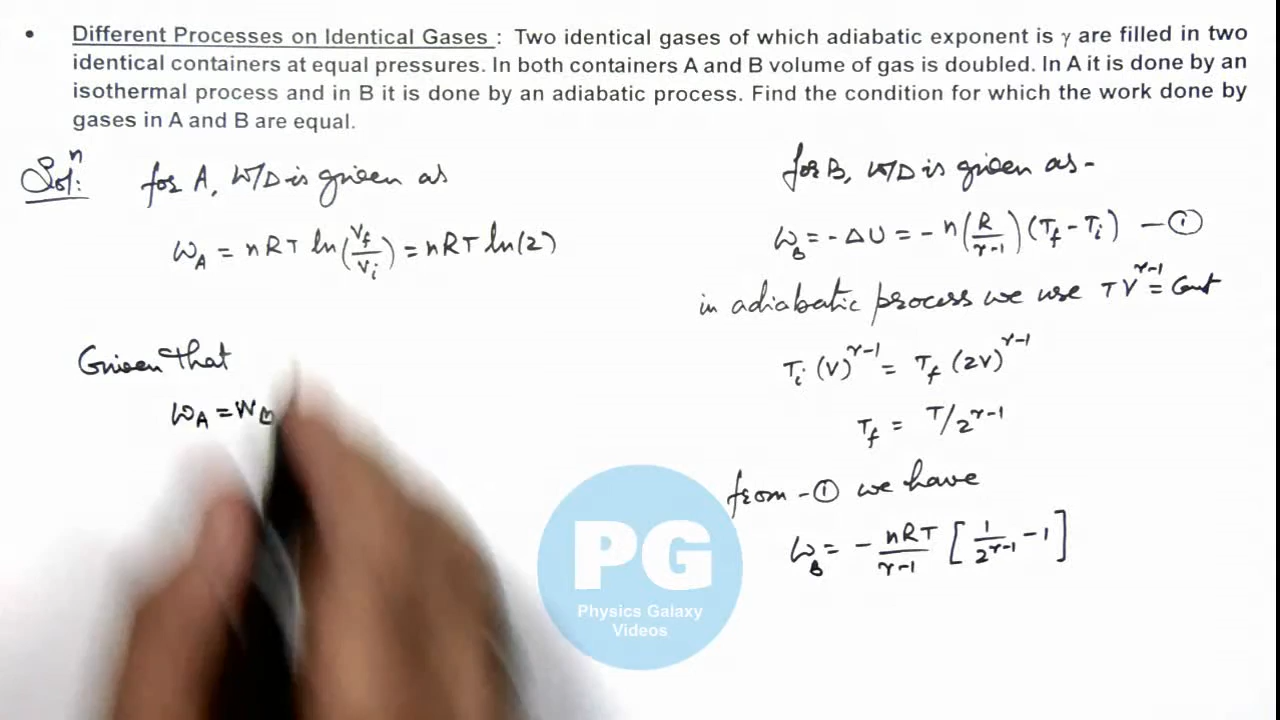 • Different Processes on Identical Gases : Two identical gases of which adiabatic exponent is γ are filled in two
identical containers at equal pressures. In both containers A and B volume of gas is doubled. In A it is done by an
isothermal process and in B it is done by an adiabatic process. Find the condition for which the work done by
gases in A and B are equal.
Solⁿ: for A, W/D is given as
W_A = nRT ln(V_f/V_i) = nRT ln(2)
Given that
W_A = W_B
for B, W/D is given as -
W_B = - ΔU = - n(R/γ-1)(T_f - T_i) — ①
in adiabatic process we use TV^γ-1 = Cont
T_i (V)^γ-1 = T_f (2V)^γ-1
T_f = T/2^γ-1
from - ① we have
W_B = - nRT/γ-1 [1/2^γ-1 - 1]
PG
Physics Galaxy
Videos